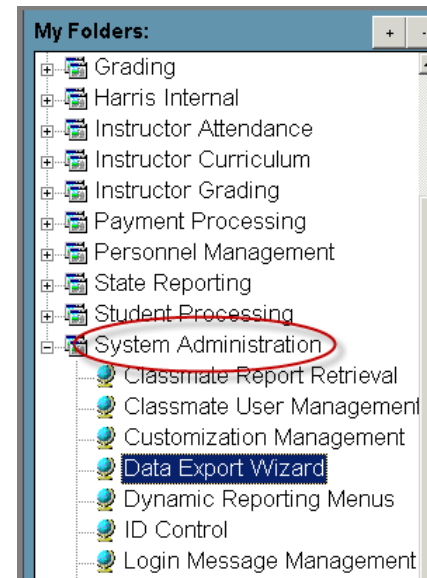 My Folders:
+ -
Grading
Harris Internal
Instructor Attendance
Instructor Curriculum
Instructor Grading
Payment Processing
Personnel Management
State Reporting
Student Processing
System Administration
Classmate Report Retrieval
Classmate User Management
Customization Management
Data Export Wizard
Dynamic Reporting Menus
ID Control
Login Message Management